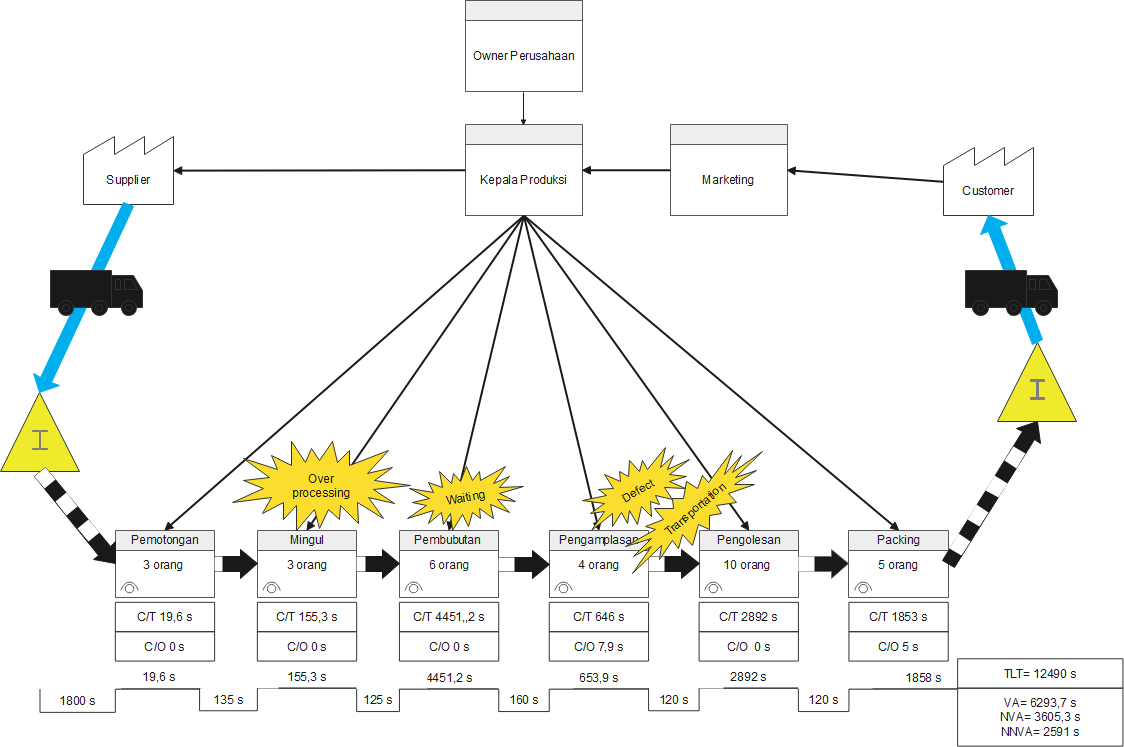 Owner Perusahaan
Supplier
Kepala Produksi
Marketing
Customer
I
I
Over
processing
Waiting
Defect
Transportation
Pemotongan
Mingul
Pembubutan
Pengamplasan
Pengolesan
Packing
3 orang
3 orang
6 orang
4 orang
10 orang
5 orang
C/T 19,6 s
C/T 155,3 s
C/T 4451,,2 s
C/T 646 s
C/T 2892 s
C/T 1853 s
C/O 0 s
C/O 0 s
C/O 0 s
C/O 7,9 s
C/O 0 s
C/O 5 s
19,6 s
155,3 s
4451,2 s
653,9 s
2892 s
1858 s
TLT= 12490 s
1800 s
135 s
125 s
160 s
120 s
120 s
VA= 6293,7 s
NVA= 3605,3 s
NNVA= 2591 s